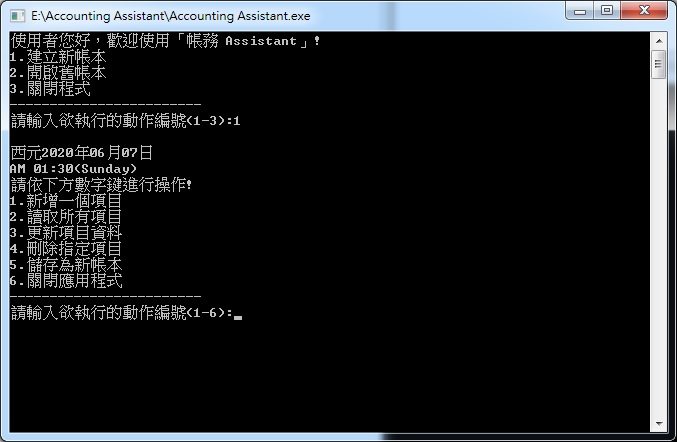 E:\Accounting Assistant\Accounting Assistant.exe
使用者您好，歡迎使用「帳務 Assistant」!
1.建立新帳本
2.開啟舊帳本
3.關閉程式
------------------------
請輸入欲執行的動作編號(1-3):1
西元2020年06月07日
AM 01:30(Sunday)
請依下方數字鍵進行操作!
1.新增一個項目
2.讀取所有項目
3.更新項目資料
4.刪除指定項目
5.儲存為新帳本
6.關閉應用程式
------------------------
請輸入欲執行的動作編號(1-6):